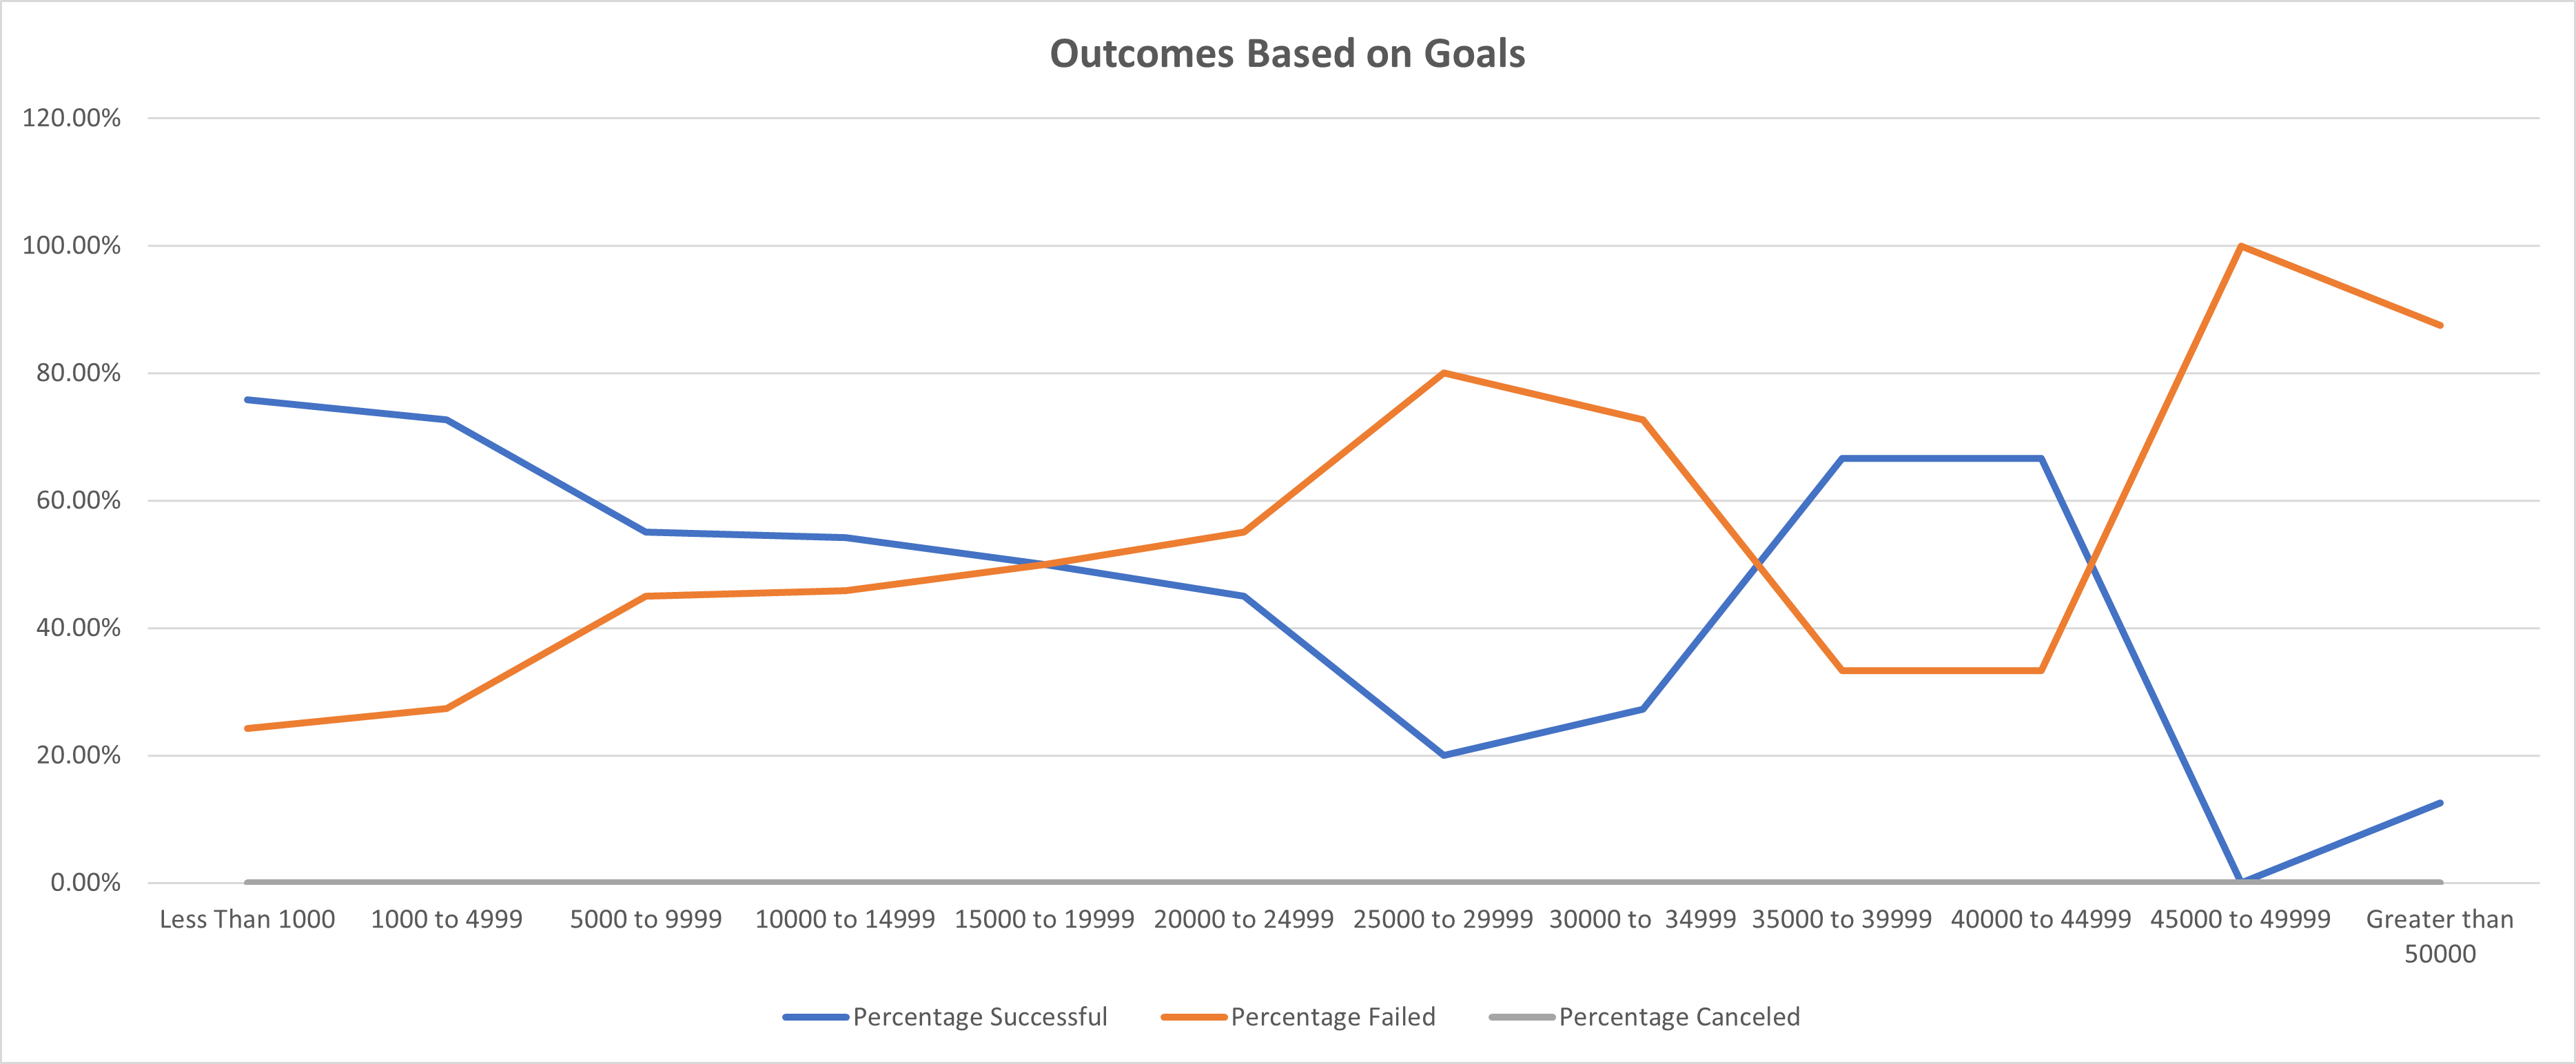 Outcomes Based on Goals
120.00%
100.00%
80.00%
60.00%
40.00%
20.00%
0.00%
Less Than 1000
1000 to 4999
5000 to 9999
10000 to 14999
15000 to 19999
20000 to 24999
25000 to 29999
30000 to  34999
35000 to 39999
40000 to 44999
45000 to 49999
Greater than
50000
Percentage Successful
Percentage Failed
Percentage Canceled